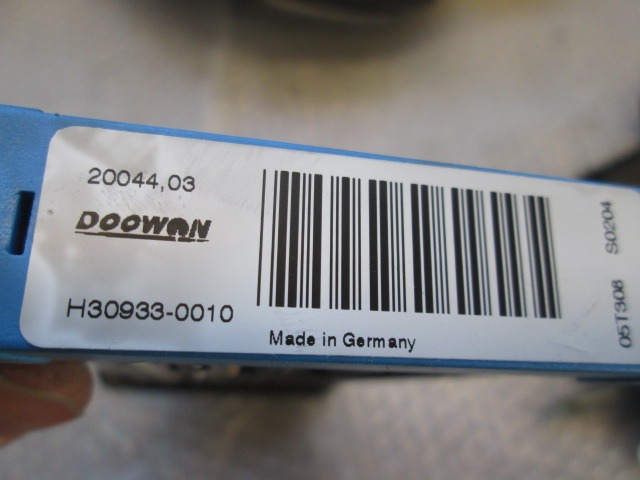 20044,03
DOOWON
H30933-0010
Made in Germany
05T308 S0204